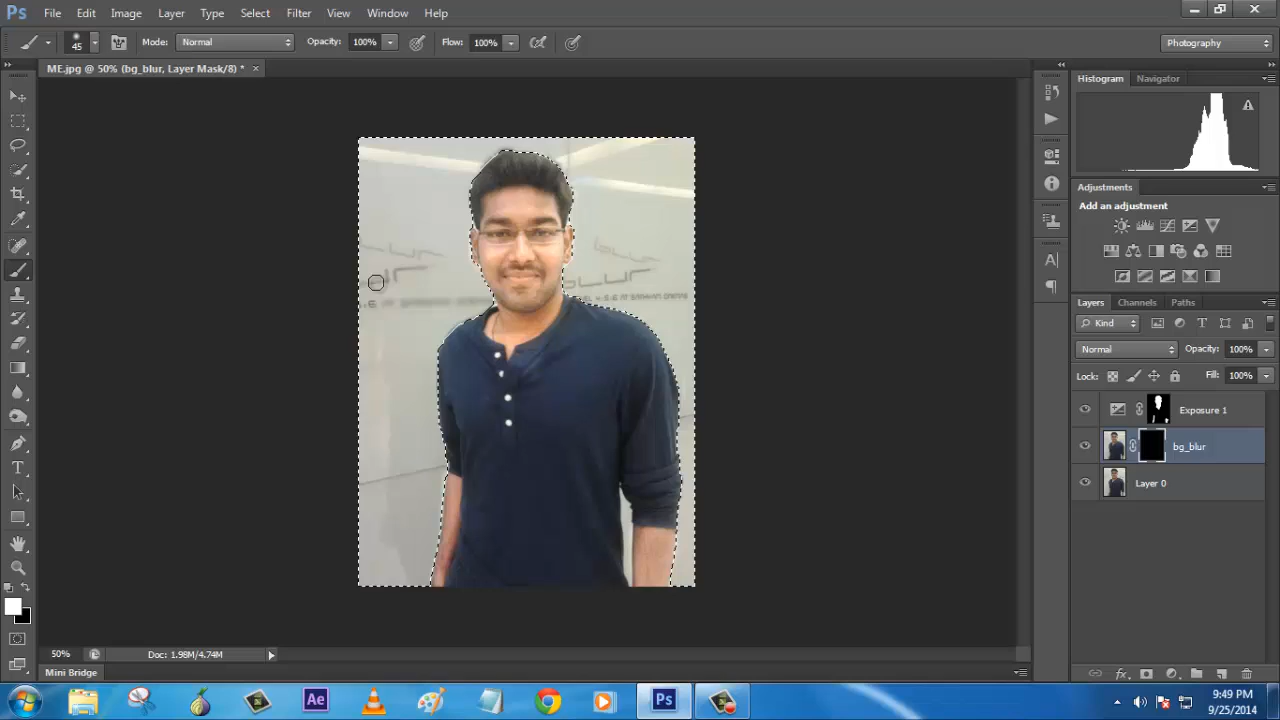 Ps File Edit Image Layer Type Select Filter View Window Help
45 Mode: Normal Opacity: 100% Flow: 100% Photography
ME.jpg @ 50% (bg_blur, Layer Mask/8) *
Histogram Navigator
Adjustments
Add an adjustment
Layers Channels Paths
Kind
Normal Opacity: 100%
Lock: Fill: 100%
Exposure 1
bg_blur
Layer 0
50% Doc: 1.98M/4.74M
Mini Bridge
Ae Ps
9:49 PM
9/25/2014